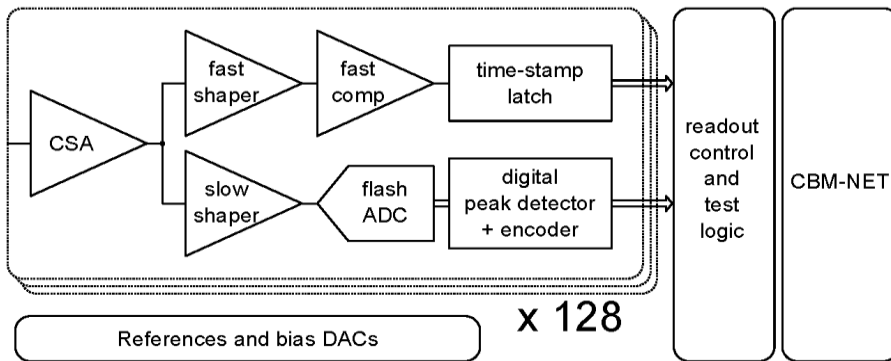 CSA
fast
shaper
fast
comp
time-stamp
latch
slow
shaper
flash
ADC
digital
peak detector
+ encoder
readout
control
and
test
logic
CBM-NET
x 128
References and bias DACs